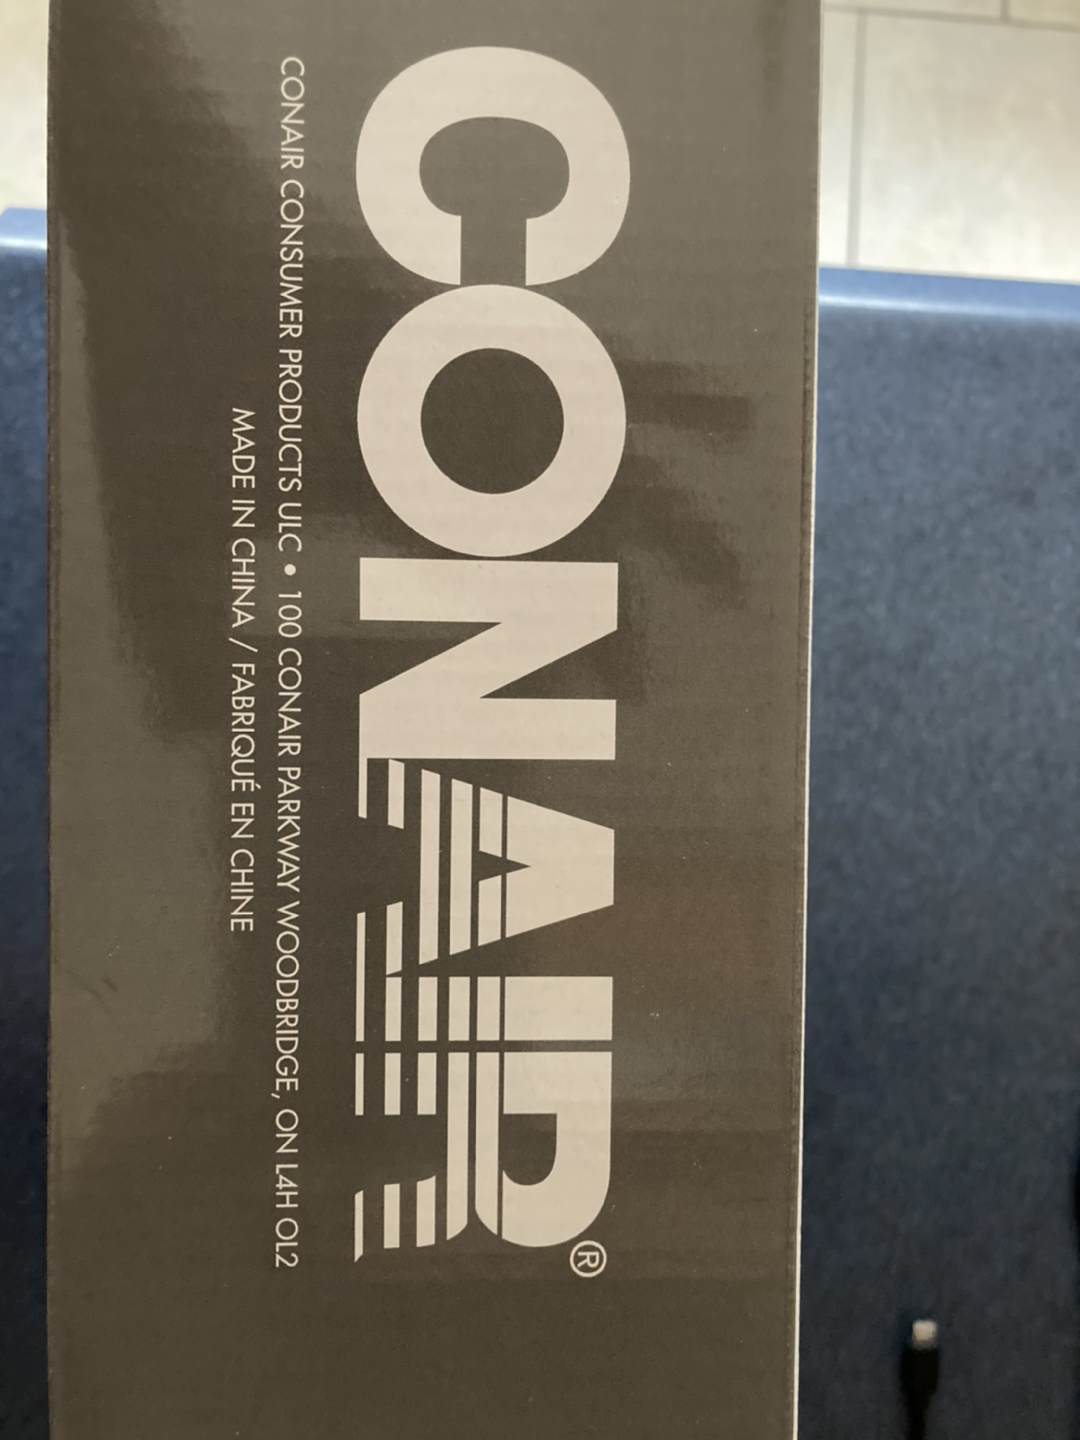 CONAIR®
CONAIR CONSUMER PRODUCTS ULC • 100 CONAIR PARKWAY WOODBRIDGE, ON L4H OL2
MADE IN CHINA / FABRIQUÉ EN CHINE